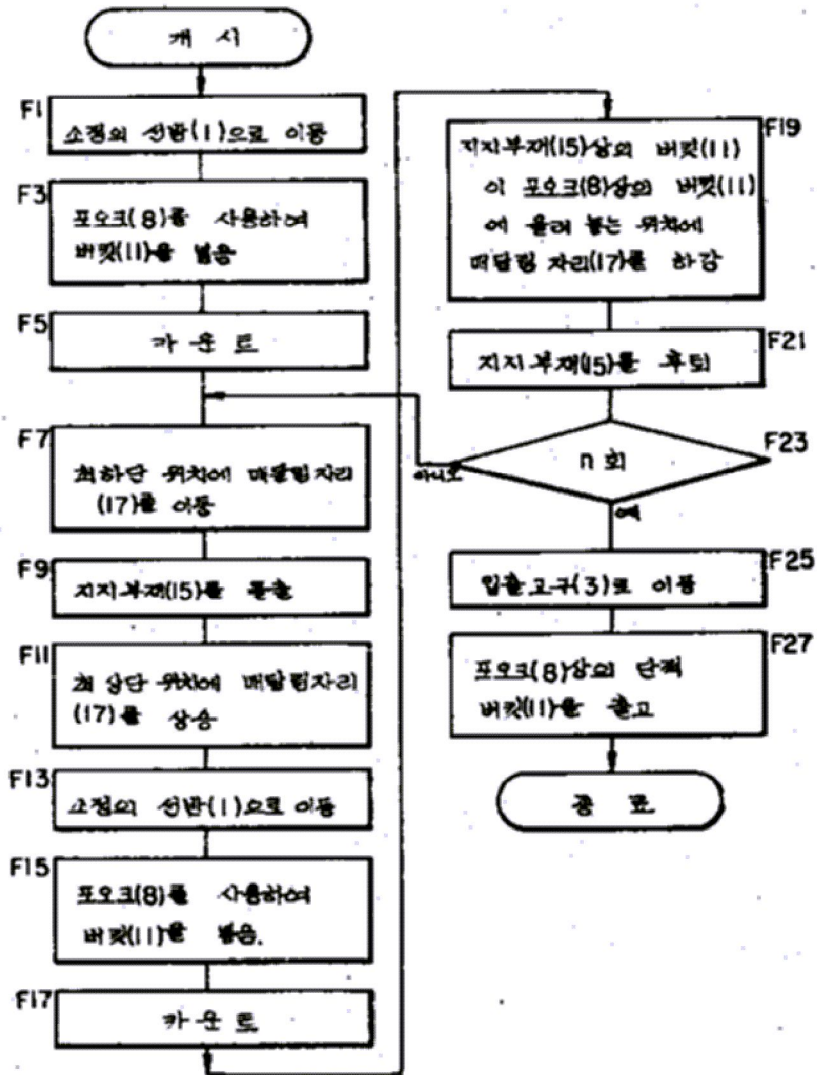 개 시
F1
소정의 선반(1)으로 이동
F3
포오크(8)를 사용하여
버킷(11)을 넣음
F5
카 운 트
F7
최하단 위치에 매달림자리
(17)를 이동
F9
지지부재(15)를 돌출
F11
최상단 위치에 매달림자리
(17)를 상승
F13
소정의 선반(1)으로 이동
F15
포오크(8)를 사용하여
버킷(11)을
F17
카 운 트
F19
지지부재(15)상의 버킷(11)
이 포오크(8)상의 버킷(11)
에 올려 놓는 위치에
매달림 자리(17)를 하강
F21
지지부재(15)를 후퇴
F23
n 회
아니오
예
F25
입출고구(3)로 이동
F27
포오크(8)상의 단적
버킷(11)을 출고
종 료